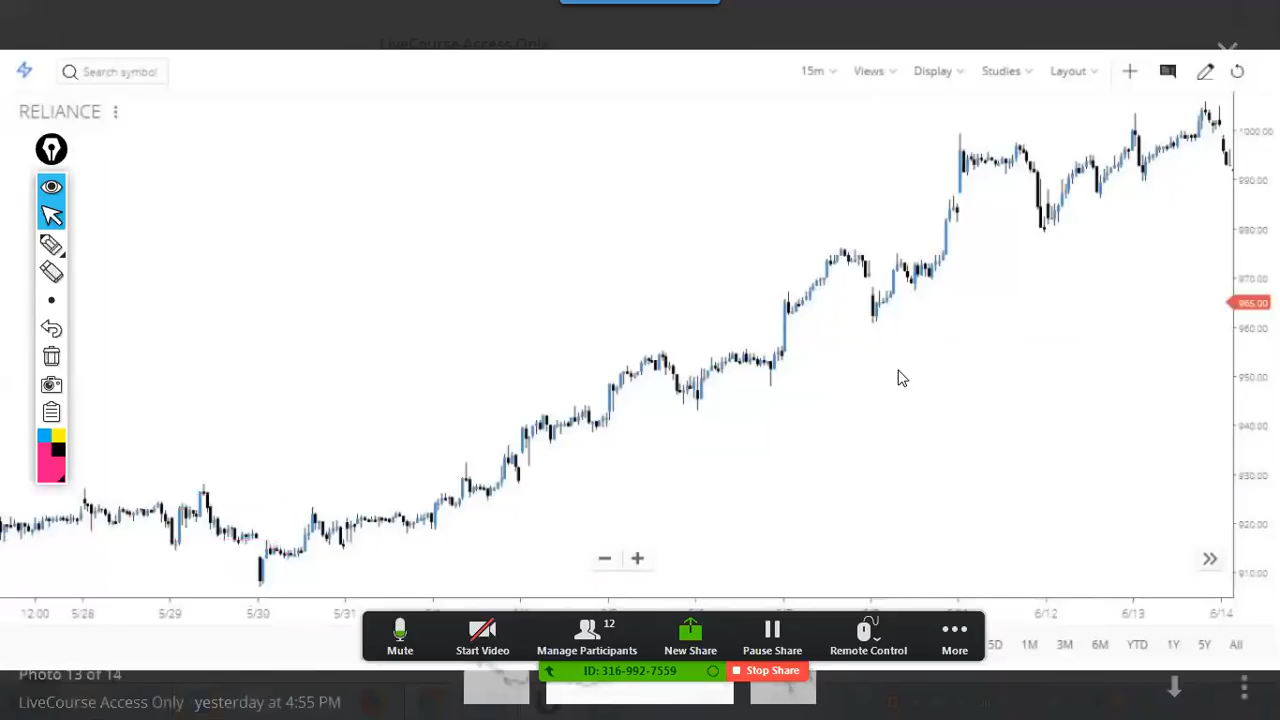 LiveCourse Access Only
Search symbol
15m Views Display Studies Layout
RELIANCE
1000.00
990.00
980.00
970.00
965.00
960.00
950.00
940.00
930.00
920.00
910.00
12:00 5/28 5/29 5/30 5/31 6/12 6/13 6/14
12
Mute Start Video Manage Participants New Share Pause Share Remote Control More
5D 1M 3M 6M YTD 1Y 5Y All
ID: 316-992-7559 Stop Share
Photo 13 of 14
LiveCourse Access Only yesterday at 4:55 PM